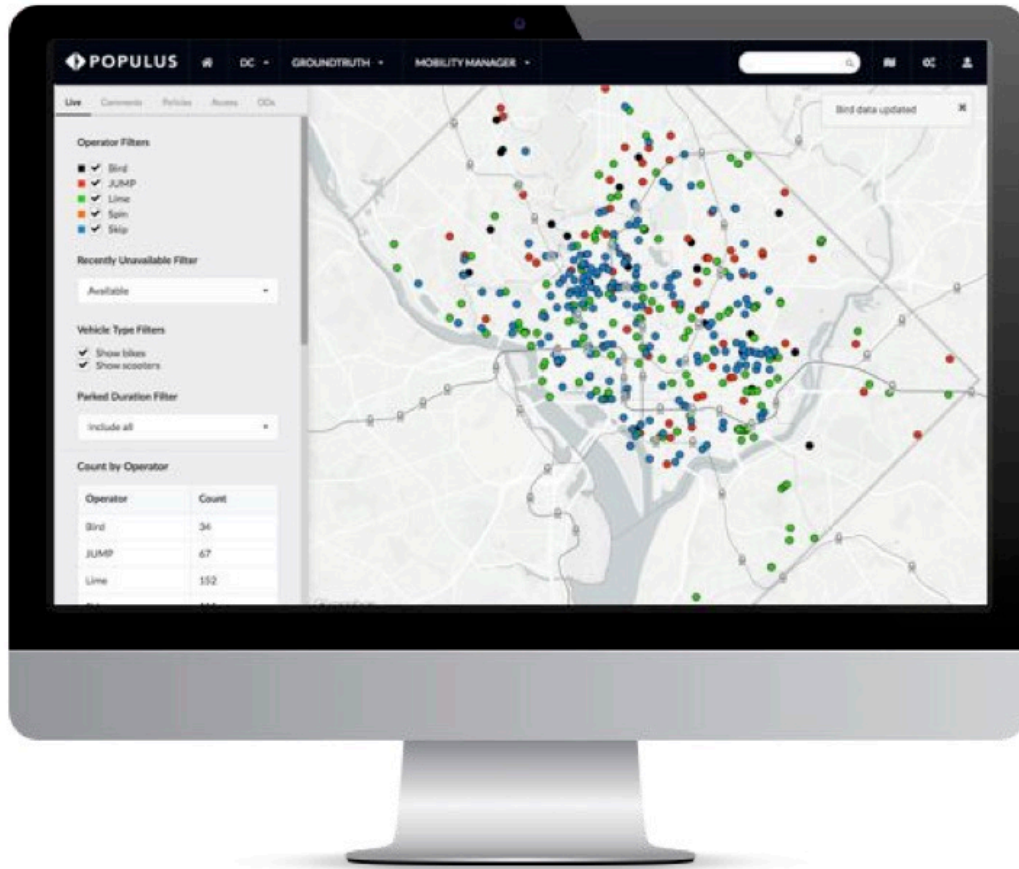 POPULUS DC GROUNDTRUTH MOBILITY MANAGER
Live Comments Policies Access ODs
Bird data updated
Operator Filters
Bird
JUMP
Lime
Spin
Skip
Recently Unavailable Filter
Available
Vehicle Type Filters
Show bikes
Show scooters
Parked Duration Filter
Include all
Count by Operator
Operator Count
Bird 34
JUMP 67
Lime 152